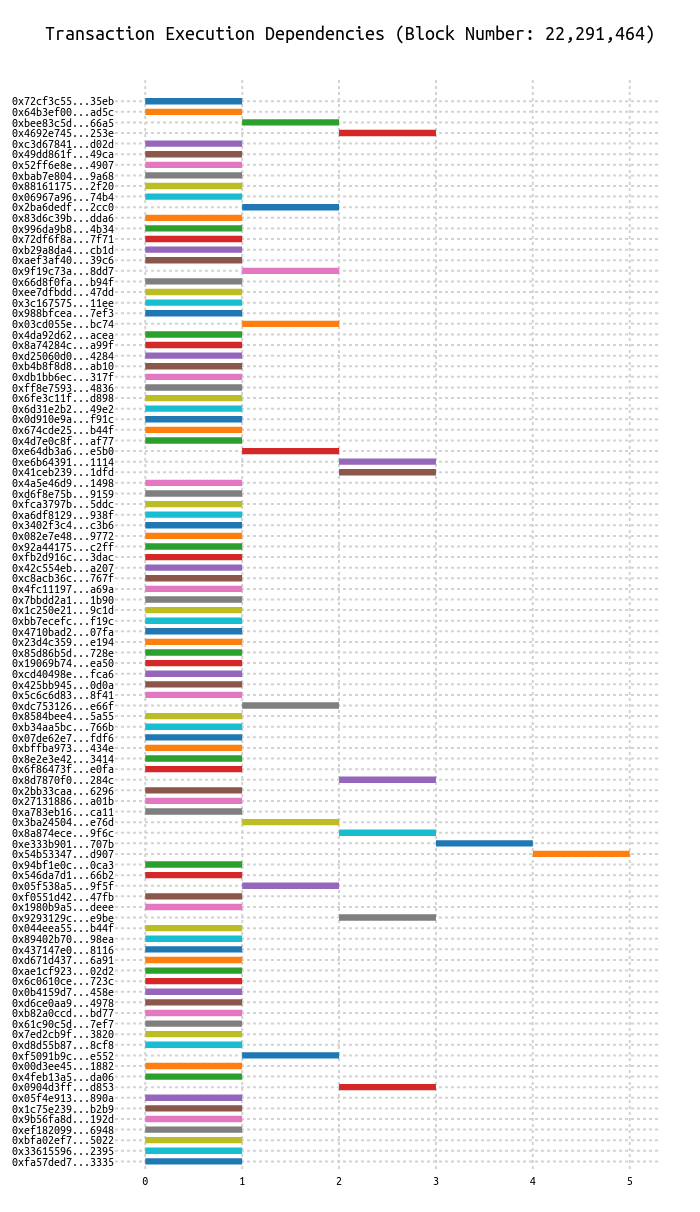 Transaction Execution Dependencies (Block Number: 22,291,464)
0x72cf3c55...35eb
0x64b3ef00...ad5c
0xbee83c5d...66a5
0x4692e745...253e
0xc3d67841...d02d
0x49dd861f...49ca
0x52ff6e8e...4907
0xbab7e804...9a68
0x88161175...2f20
0x06967a96...74b4
0x2ba6dedf...2cc0
0x83d6c39b...dda6
0x996da9b8...4b34
0x72df6f8a...7f71
0xb29a8da4...cb1d
0xaef3af40...39c6
0x9f19c73a...8dd7
0x66d8f0fa...b94f
0xee7dfbdd...47dd
0x3c167575...11ee
0x988bfcea...7ef3
0x03cd055e...bc74
0x4da92d62...acea
0x8a74284c...a99f
0xd25060d0...4284
0xb4b8f8d8...ab10
0xdb1bb6ec...317f
0xff8e7593...4836
0x6fe3c11f...d898
0x6d31e2b2...49e2
0x0d910e9a...f91c
0x674cde25...b44f
0x4d7e0c8f...af77
0xe64db3a6...e5b0
0xe6b64391...1114
0x41ceb239...1dfd
0x4a5e46d9...1498
0xd6f8e75b...9159
0xfca3797b...5ddc
0xa6df8129...938f
0x3402f3c4...c3b6
0x082e7e48...9772
0x92a44175...c2ff
0xfb2d916c...3dac
0x42c554eb...a207
0xc8acb36c...767f
0x4fc11197...a69a
0x7bbdd2a1...1b90
0x1c250e21...9c1d
0xbb7ecefc...f19c
0x4710bad2...07fa
0x23d4c359...e194
0x85d86b5d...728e
0x19069b74...ea50
0xcd40498e...fca6
0x425bb945...0d0a
0x5c6c6d83...8f41
0xdc753126...e66f
0x8584bee4...5a55
0xb34aa5bc...766b
0x07de62e7...fdf6
0xbffba973...434e
0x8e2e3e42...3414
0x6f86473f...e0fa
0x8d7870f0...284c
0x2bb33caa...6296
0x27131886...a01b
0xa783eb16...ca11
0x3ba24504...e76d
0x8a874ece...9f6c
0xe333b901...707b
0x54b53347...d907
0x94bf1e0c...0ca3
0x546da7d1...66b2
0x05f538a5...9f5f
0xf0551d42...47fb
0x1980b9a5...deee
0x9293129c...e9be
0x044eea55...b44f
0x89402b70...98ea
0x437147e0...8116
0xd671d437...6a91
0xae1cf923...02d2
0x6c0610ce...723c
0x0b4159d7...458e
0xd6ce0aa9...4978
0xb82a0ccd...bd77
0x61c90c5d...7ef7
0x7ed2cb9f...3820
0xd8d55b87...8cf8
0xf5091b9c...e552
0x00d3ee45...1882
0x4feb13a5...da06
0x0904d3ff...d853
0x05f4e913...890a
0x1c75e239...b2b9
0x9b56fa8d...192d
0xef182099...6948
0xbfa02ef7...5022
0x33615596...2395
0xfa57ded7...3335
0 1 2 3 4 5